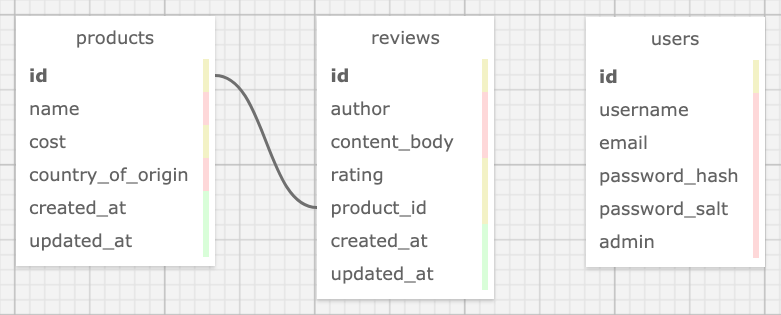 products
id
name
cost
country_of_origin
created_at
updated_at
reviews
id
author
content_body
rating
product_id
created_at
updated_at
users
id
username
email
password_hash
password_salt
admin